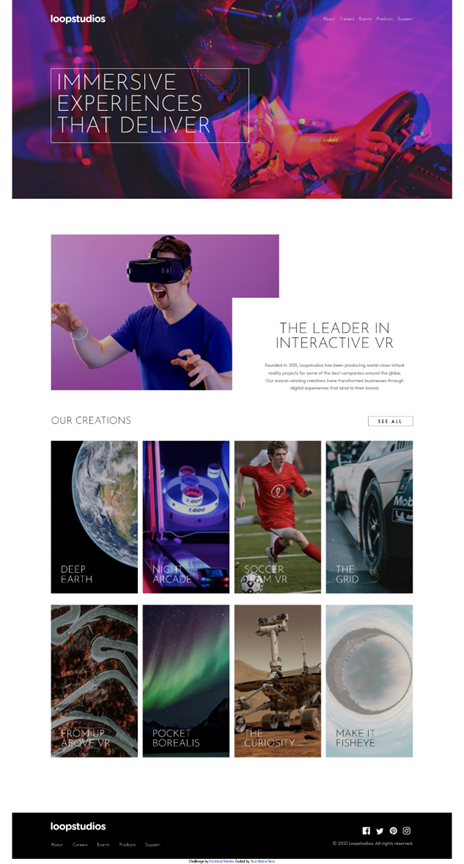 loopstudios
About Careers Events Products Support
IMMERSIVE
EXPERIENCES
THAT DELIVER
THE LEADER IN
INTERACTIVE VR
Founded in 2011, Loopstudios has been producing world-class virtual
reality projects for some of the best companies around the globe.
Our award-winning creations have transformed businesses through
digital experiences that bind to their brand.
OUR CREATIONS
SEE ALL
DEEP
EARTH
NIGHT
ARCADE
SOCCER
TEAM VR
THE
GRID
FROM UP
ABOVE VR
POCKET
BOREALIS
THE
CURIOSITY
MAKE IT
FISHEYE
loopstudios
About Careers Events Products Support
© 2021 Loopstudios. All rights reserved.
Challenge by Frontend Mentor. Coded by Your Name Here.